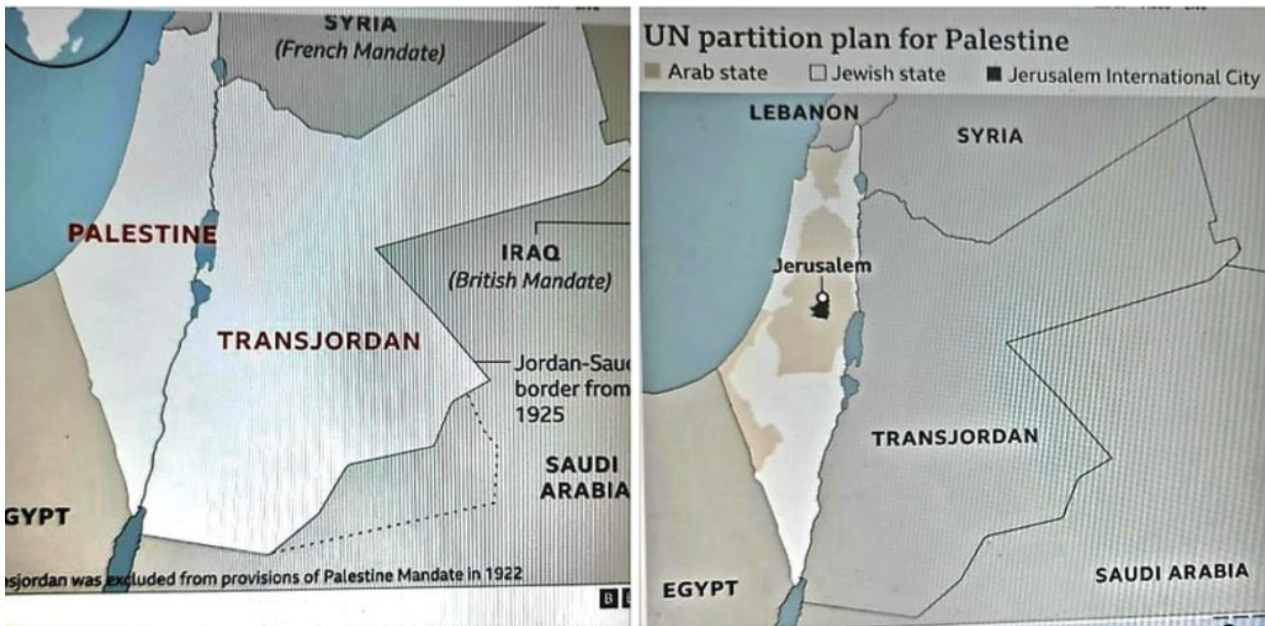 SYRIA
(French Mandate)
PALESTINE
IRAQ
(British Mandate)
TRANSJORDAN
Jordan-Saud
border from
1925
SAUDI
ARABIA
GYPT
sjordan was excluded from provisions of Palestine Mandate in 1922
B
UN partition plan for Palestine
Arab state
Jewish state
Jerusalem International City
LEBANON
SYRIA
Jerusalem
TRANSJORDAN
EGYPT
SAUDI ARABIA